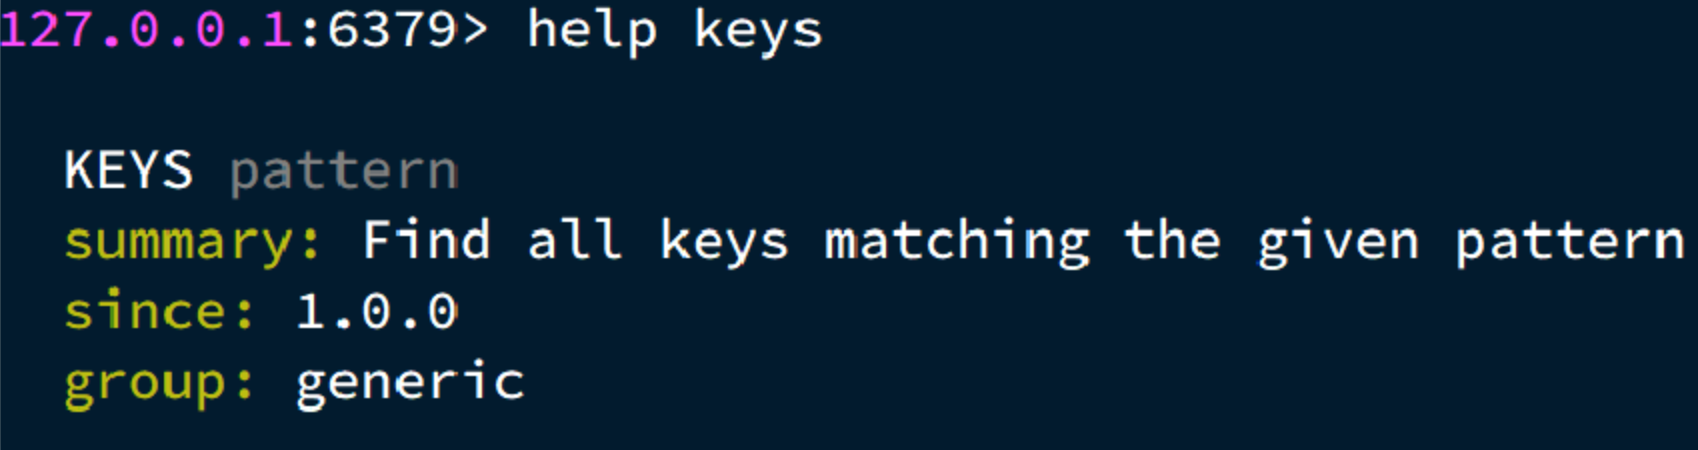 127.0.0.1:6379> help keys
KEYS pattern
summary: Find all keys matching the given pattern
since: 1.0.0
group: generic